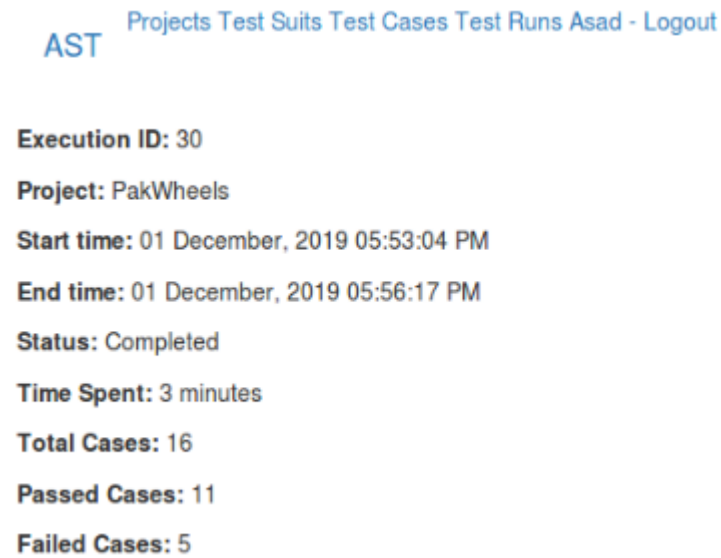 AST
Projects Test Suits Test Cases Test Runs Asad - Logout
Execution ID: 30
Project: PakWheels
Start time: 01 December, 2019 05:53:04 PM
End time: 01 December, 2019 05:56:17 PM
Status: Completed
Time Spent: 3 minutes
Total Cases: 16
Passed Cases: 11
Failed Cases: 5